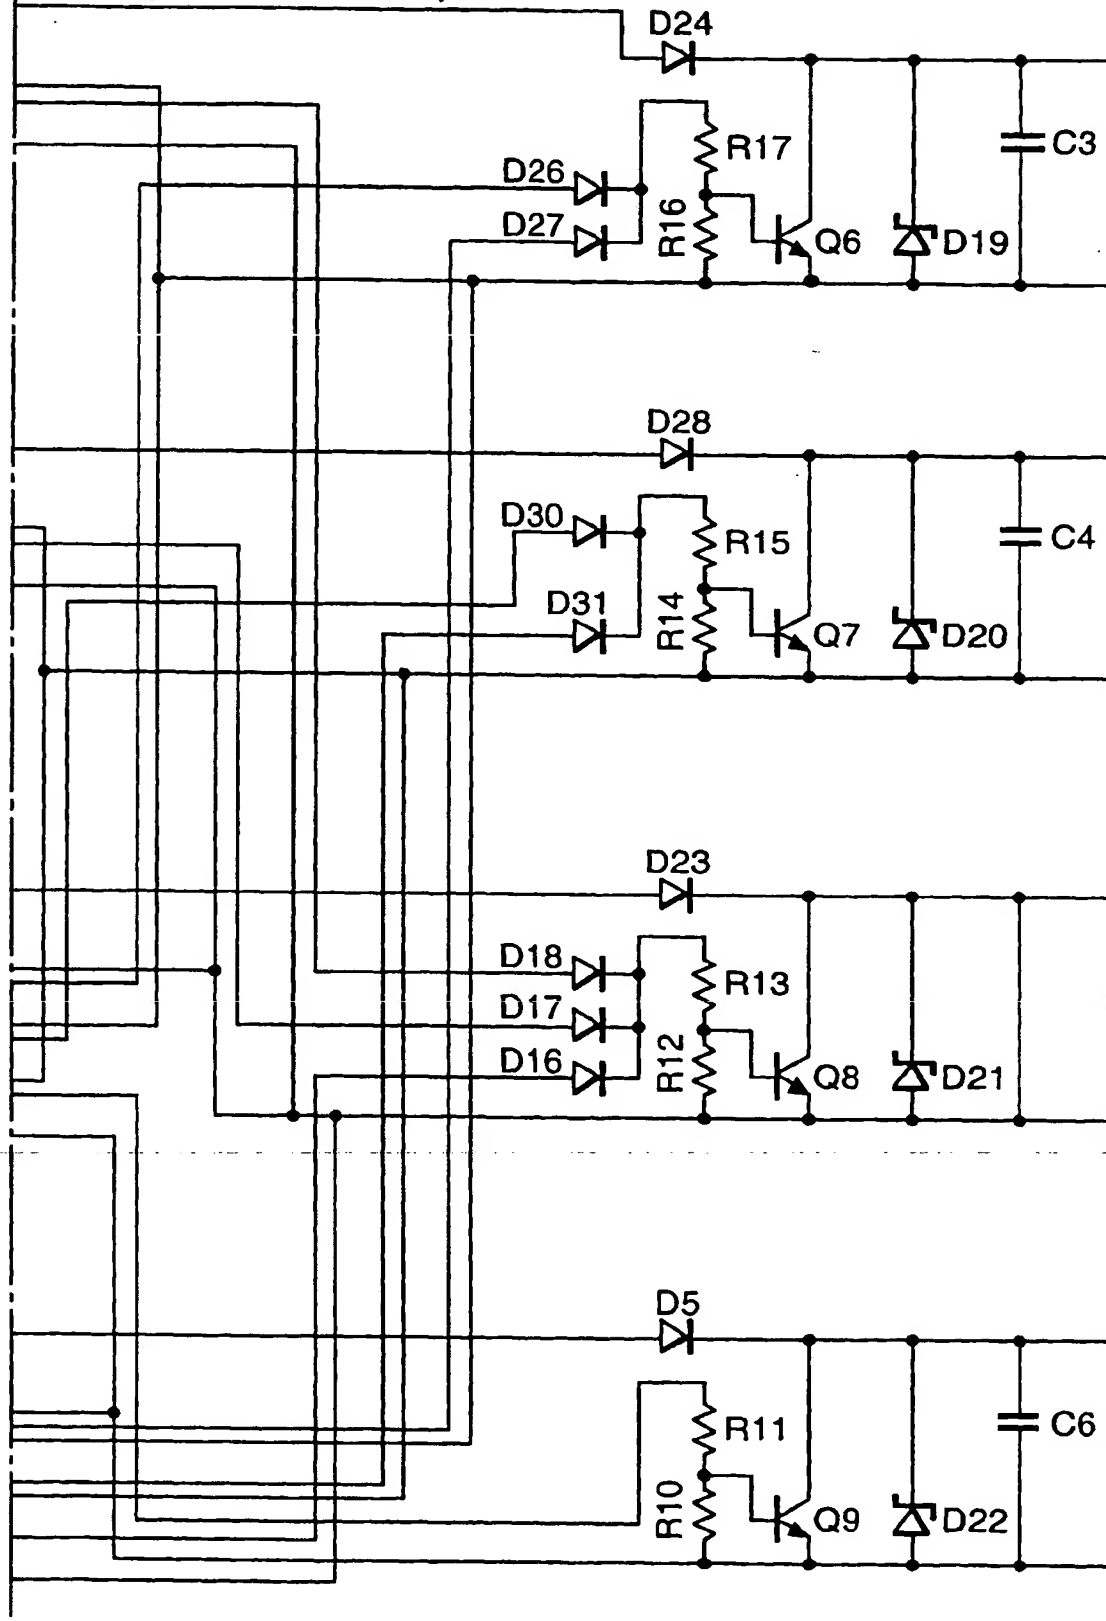 D24
R17
C3
D26
R16
D27
Q6
D19
D28
D30
R15
C4
D31
R14
Q7
D20
D23
D18
R13
D17
R12
D16
Q8
D21
D5
R11
C6
R10
Q9
D22